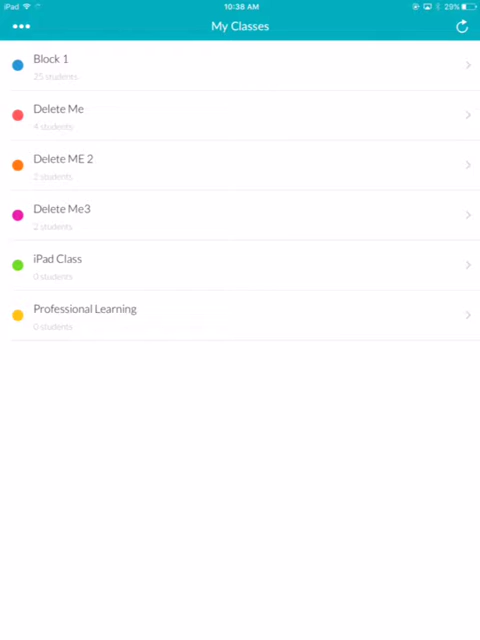 iPad 10:38 AM 29%
My Classes
Block 1
25 students
Delete Me
4 students
Delete ME 2
2 students
Delete Me3
2 students
iPad Class
0 students
Professional Learning
0 students